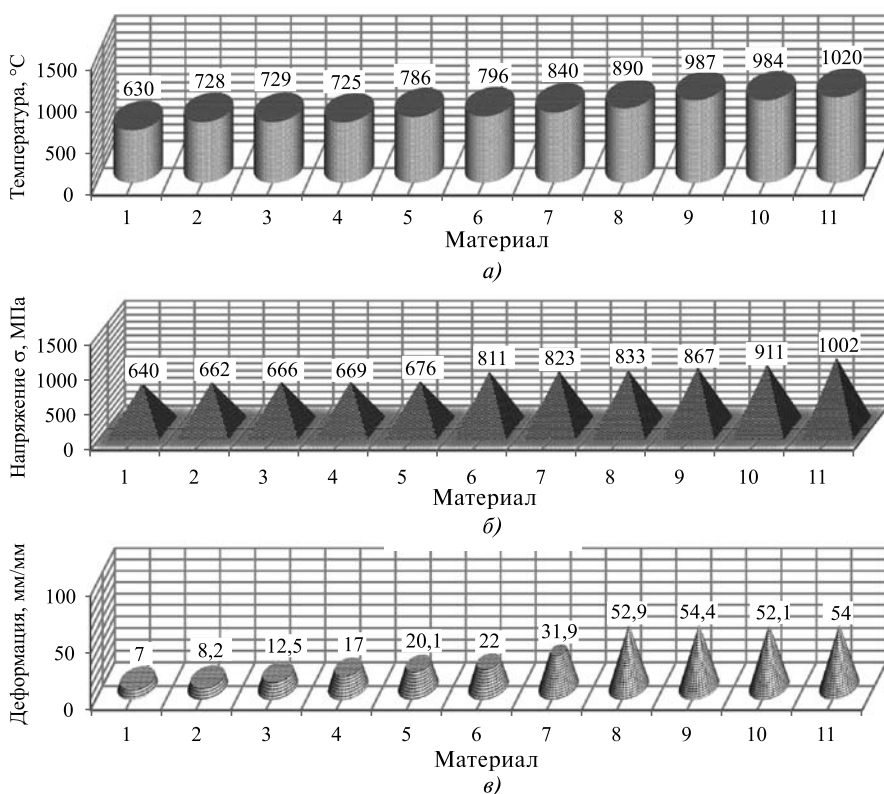 Температура, °С
1500
1000
500
0
630 728 729 725 786 796 840 890 987 984 1020
1 2 3 4 5 6 7 8 9 10 11
Материал
а)
Напряжение σ, МПа
1500
1000
500
0
640 662 666 669 676 811 823 833 867 911 1002
1 2 3 4 5 6 7 8 9 10 11
Материал
б)
Деформация, мм/мм
100
50
0
7 8,2 12,5 17 20,1 22 31,9 52,9 54,4 52,1 54
1 2 3 4 5 6 7 8 9 10 11
Материал
в)